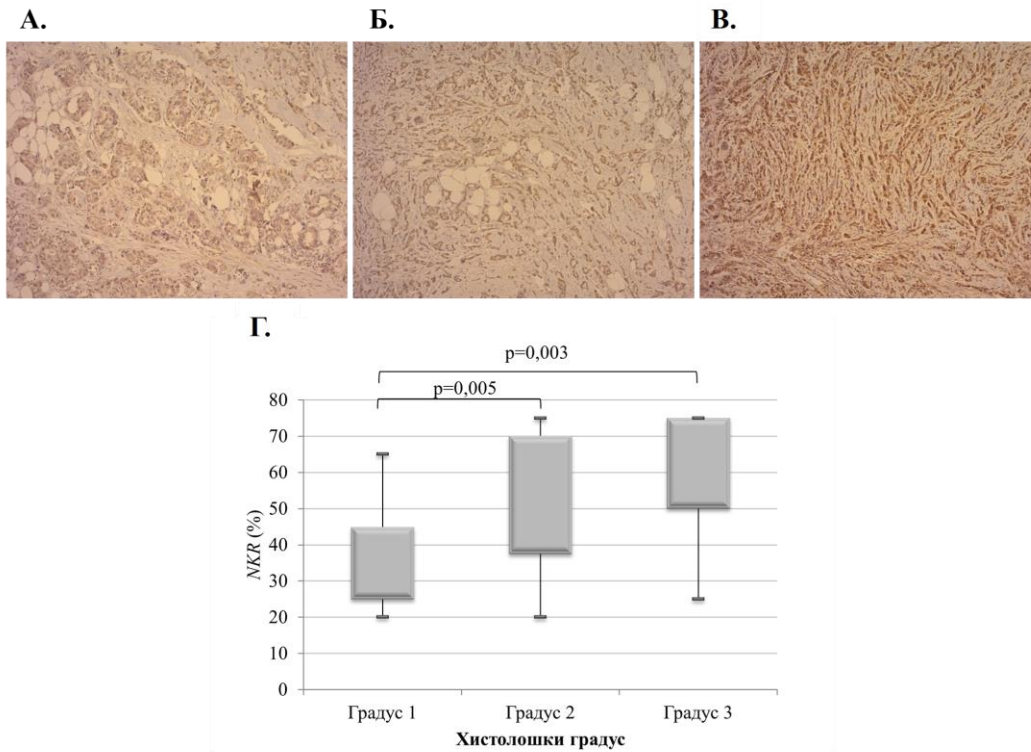 А.
Б.
В.
Г.
p=0,003
p=0,005
80
70
60
50
40
30
20
10
0
NKR (%)
Градус 1
Градус 2
Градус 3
Хистолошки градус